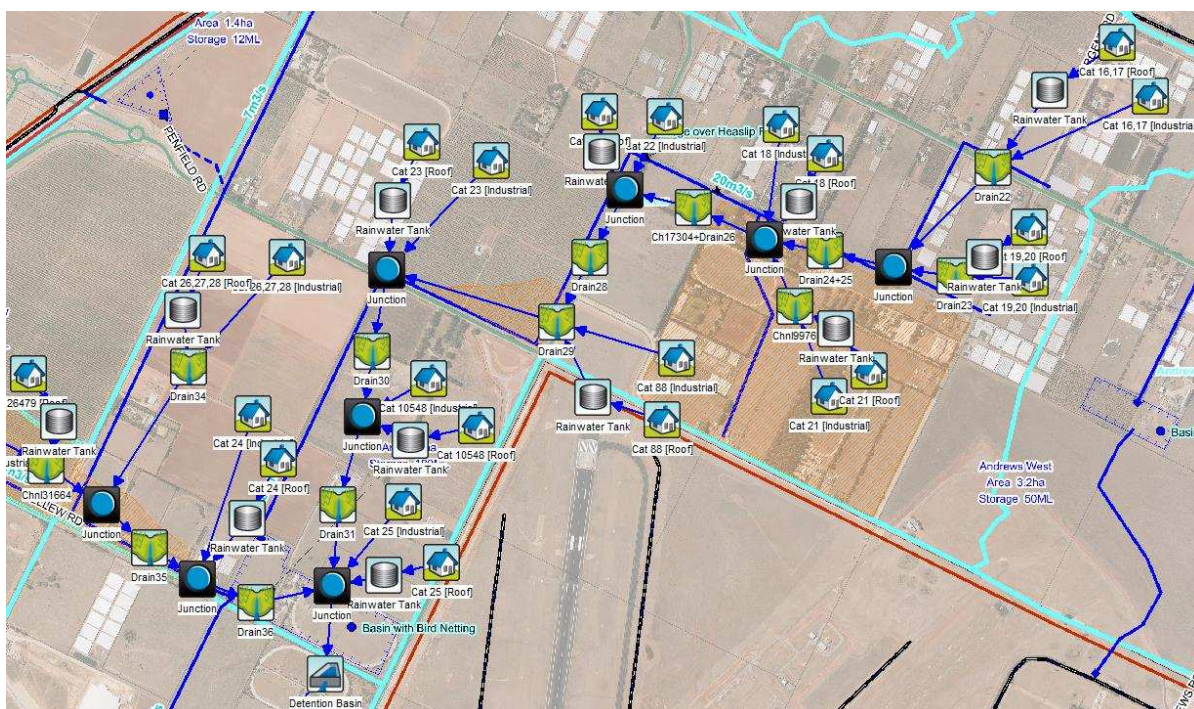 Area 1.4ha
Storage 12ML
7m3/s
PENFIELD RD
Cat 16,17 [Roof]
Rainwater Tank
Cat 16,17 [Industrial]
Drain22
Cat 22 [Industrial]
Cat 18 [Indust
Cat 23 [Roof]
Cat 23 [Industrial]
Rainwater Tank
20m3/s
Junction
Ch17304+Drain26
Junction
Drain24+25
Junction
Drain23
Rainwater Tank
Cat 19,20 [Industrial]
Cat 26,27,28 [Roof]
26,27,28 [Industrial]
Rainwater Tank
Junction
Drain28
Chnl9976
Rainwater Tank
Drain29
Cat 88 [Industrial]
Cat 21 [Roof]
Cat 21 [Industrial]
Drain34
Drain30
Cat 10548 [Industrial]
26479
Rainwater Tank
Cat 24
Junction
Rainwater Tank
Cat 10548 [Roof]
Rainwater Tank
Cat 88 [Roof]
Cat 24 [Roof]
Andrews West
Area 3.2ha
Storage 50ML
Chnl31664
Junction
Rainwater Tank
Drain31
Cat 25 [Industrial]
Drain35
Junction
Rainwater Tank
Cat 25 [Roof]
Drain36
Junction
Basin with Bird Netting
Detention Basin